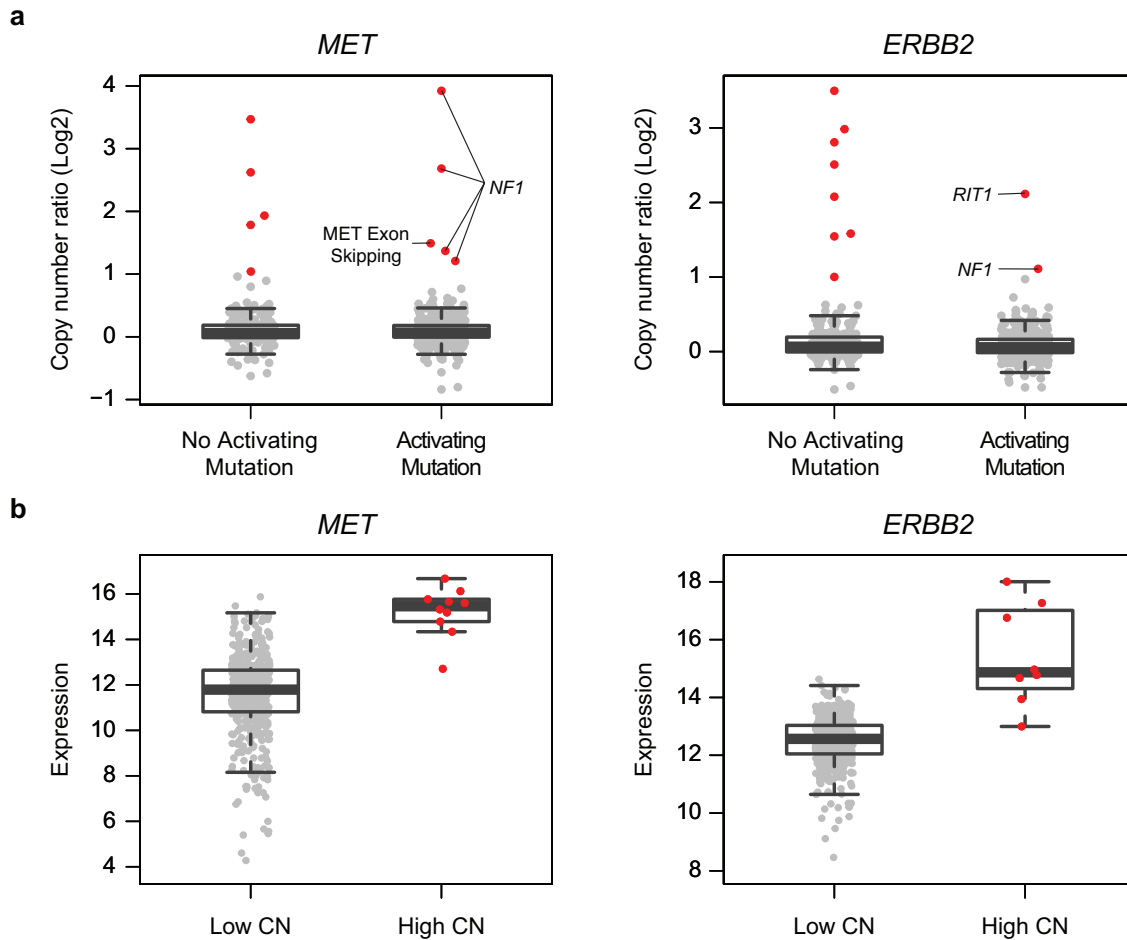 a
MET
ERBB2
Copy number ratio (Log2)
4
3
2
1
0
−1
NF1
MET Exon
Skipping
No Activating
Mutation
Activating
Mutation
Copy number ratio (Log2)
3
2
1
0
RIT1
NF1
No Activating
Mutation
Activating
Mutation
b
MET
ERBB2
Expression
16
14
12
10
8
6
4
Low CN
High CN
Expression
18
16
14
12
10
8
Low CN
High CN